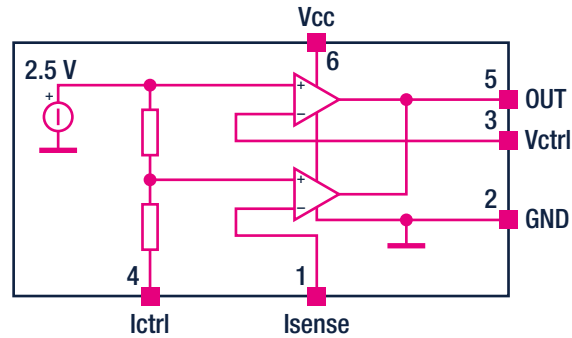 Vcc
6
2.5 V
+
+
−
5
OUT
3
Vctrl
+
−
2
GND
4
1
Ictrl
Isense